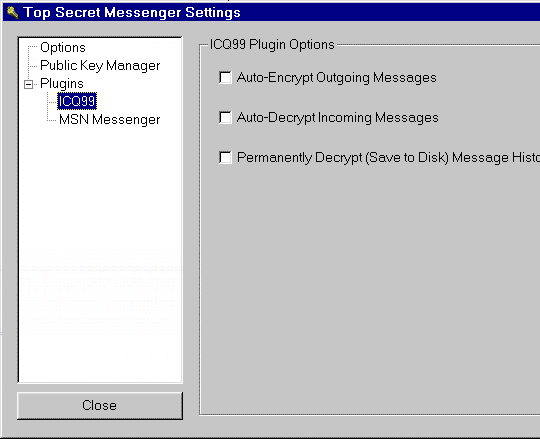 Top Secret Messenger Settings
Options
Public Key Manager
Plugins
ICQ99
MSN Messenger
Close
ICQ99 Plugin Options
Auto-Encrypt Outgoing Messages
Auto-Decrypt Incoming Messages
Permanently Decrypt (Save to Disk) Message Histo